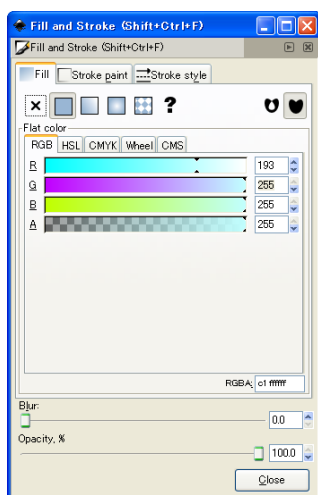 Fill and Stroke (Shift+Ctrl+F)
Fill and Stroke (Shift+Ctrl+F)
Fill Stroke paint Stroke style
?
Flat color
RGB HSL CMYK Wheel CMS
R 193
G 255
B 255
A 255
RGBA: c1ffffff
Blur:
0.0
Opacity, %
100.0
Close